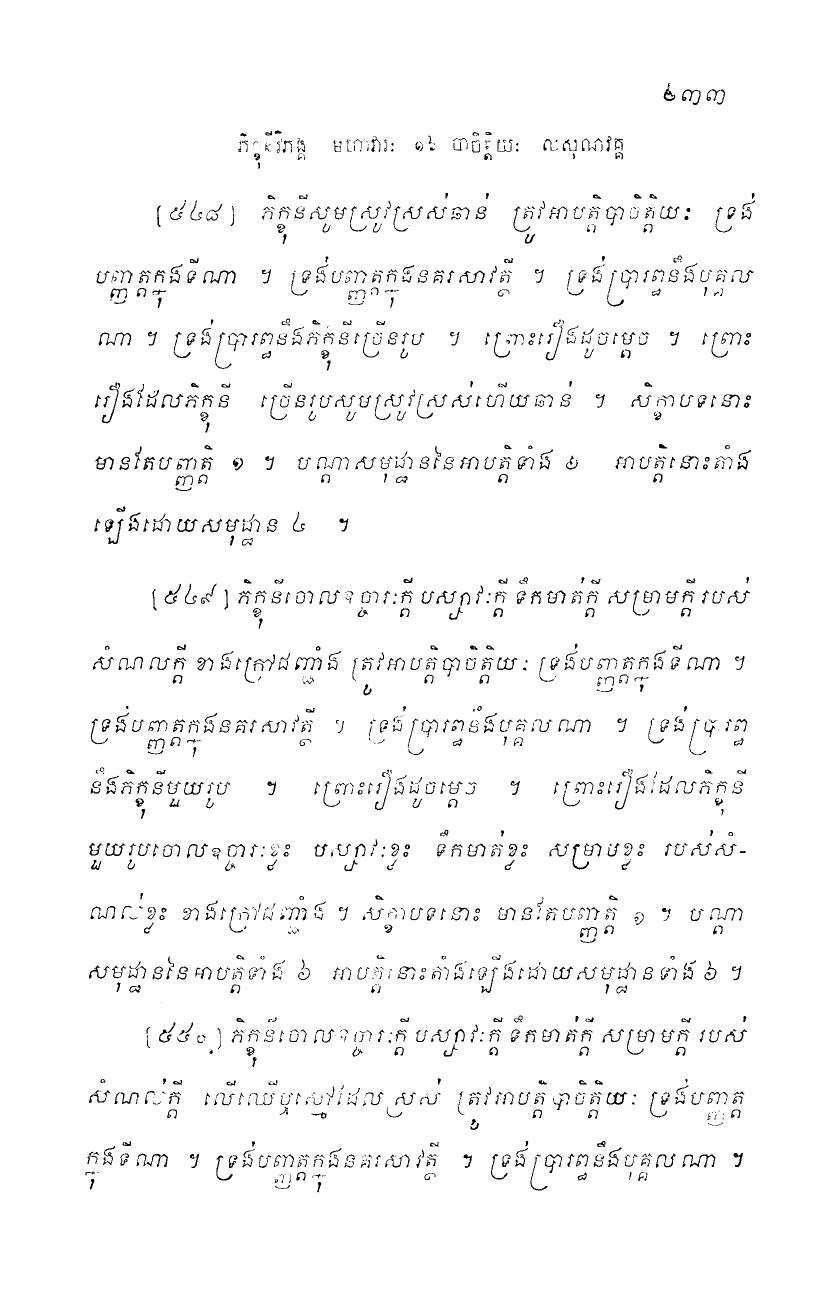 ៦៣៣
ភិក្ខុនីវិភង្គ មហាវារៈ ១៦ បាចិត្តិយៈ លសុណវគ្គ
[៥៤៨] ភិក្ខុនីសូមស្រូវស្រស់ឆាន់ ត្រូវអាបត្តិបាចិត្តិយៈ ទ្រង់
បញ្ញត្តក្នុងទីណា ។ ទ្រង់បញ្ញត្តក្នុងនគរសាវត្ថី ។ ទ្រង់ប្រារព្ធនឹងបុគ្គល
ណា ។ ទ្រង់ប្រារព្ធនឹងភិក្ខុនីច្រើនរូប ។ ព្រោះរឿងដូចម្តេច ។ ព្រោះ
រឿងដែលភិក្ខុនី ច្រើនរូបសូមស្រូវស្រស់ហើយឆាន់ ។ សិក្ខាបទនោះ
មានតែបញ្ញត្តិ ១ ។ បណ្តាសមុដ្ឋាននៃអាបត្តិទាំង ៦ អាបត្តិនោះតាំង
ឡើងដោយសមុដ្ឋាន ៤ ។
[៥៤៩] ភិក្ខុនីចោលឧច្ចារៈក្តី បស្សាវៈក្តី ទឹកមាត់ក្តី សម្រាមក្តី របស់
សំណលក្តី ខាងក្រៅជញ្ជាំង ត្រូវអាបត្តិបាចិត្តិយៈ ទ្រង់បញ្ញត្តក្នុងទីណា ។
ទ្រង់បញ្ញត្តក្នុងនគរសាវត្ថី ។ ទ្រង់ប្រារព្ធនឹងបុគ្គលណា ។ ទ្រង់ប្រារព្ធ
នឹងភិក្ខុនីមួយរូប ។ ព្រោះរឿងដូចម្តេច ។ ព្រោះរឿងដែលភិក្ខុនី
មួយរូបចោលឧច្ចារៈខ្លះ បស្សាវៈខ្លះ ទឹកមាត់ខ្លះ សម្រាមខ្លះ របស់សំ-
ណល់ខ្លះ ខាងក្រៅជញ្ជាំង ។ សិក្ខាបទនោះ មានតែបញ្ញត្តិ ១ ។ បណ្តា
សមុដ្ឋាននៃអាបត្តិទាំង ៦ អាបត្តិនោះតាំងឡើងដោយសមុដ្ឋានទាំង ៦ ។
[៥៥០] ភិក្ខុនីចោលឧច្ចារៈក្តី បស្សាវៈក្តី ទឹកមាត់ក្តី សម្រាមក្តី របស់
សំណល់ក្តី លើឈើឬស្មៅដែលស្រស់ ត្រូវអាបត្តិបាចិត្តិយៈ ទ្រង់បញ្ញត្ត
ក្នុងទីណា ។ ទ្រង់បញ្ញត្តក្នុងនគរសាវត្ថី ។ ទ្រង់ប្រារព្ធនឹងបុគ្គលណា ។